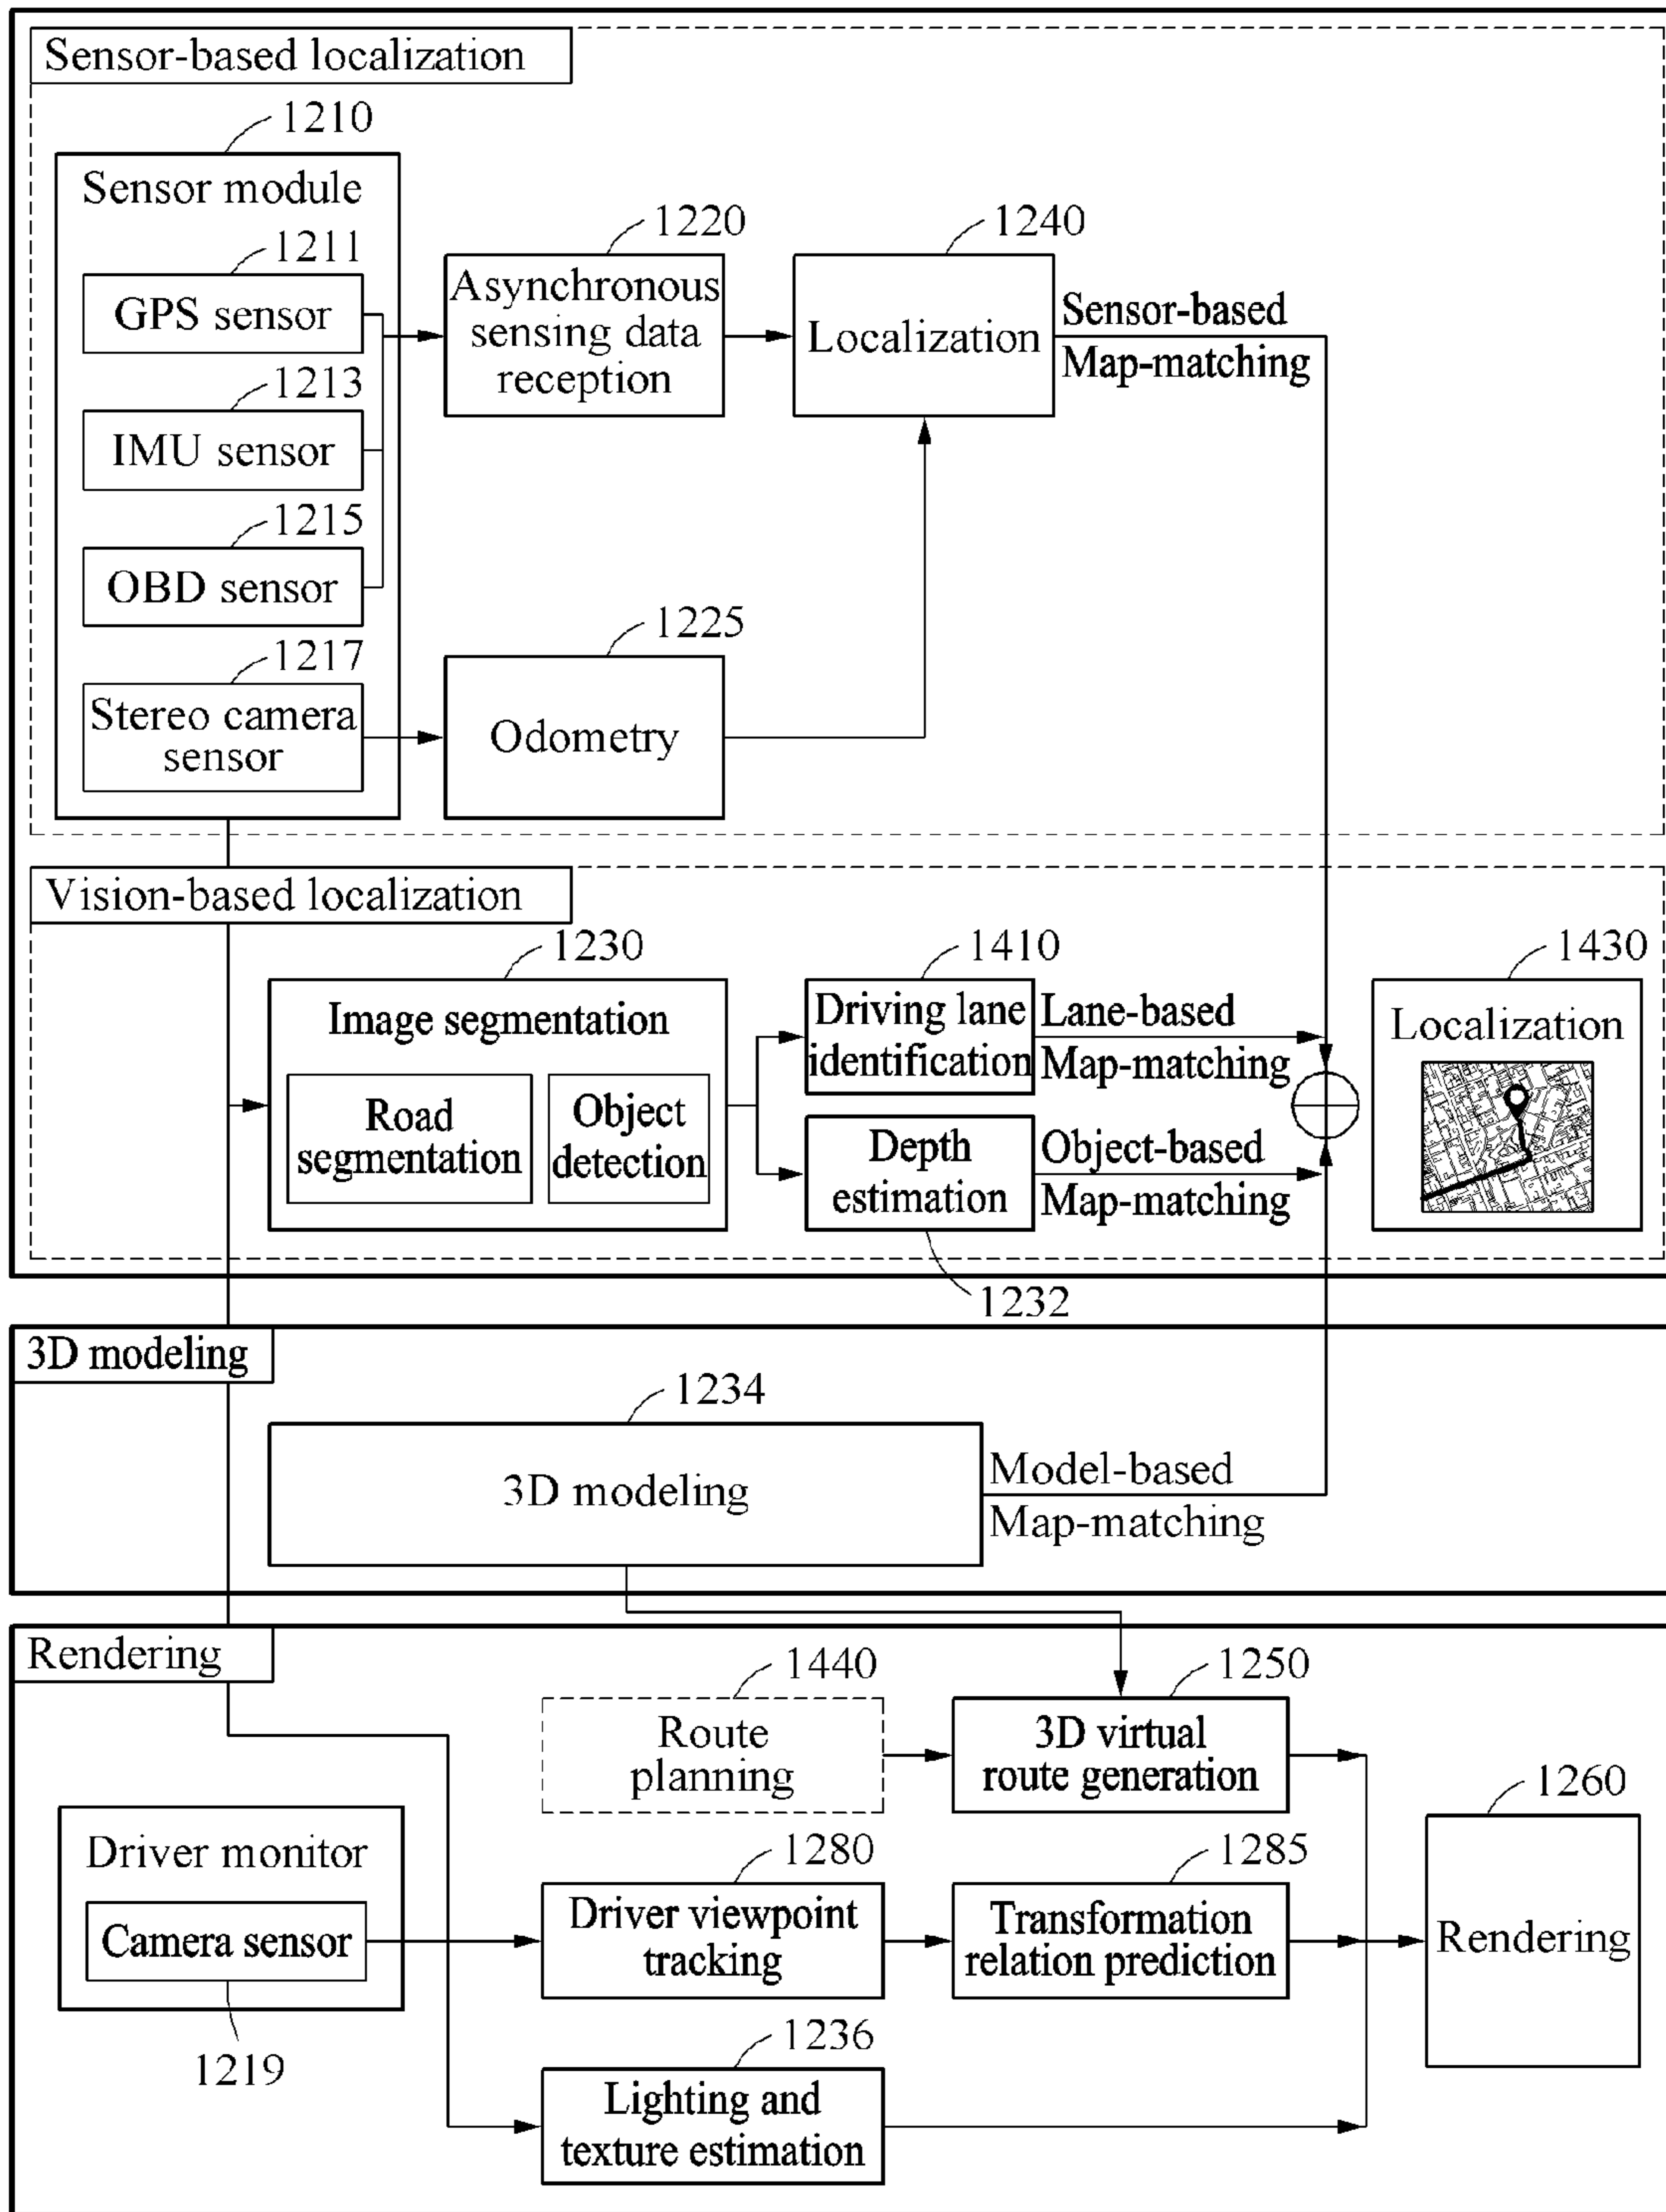 Sensor-based localization
1210
Sensor module
1211
GPS sensor
1213
IMU sensor
1215
OBD sensor
1217
Stereo camera
sensor
1220
Asynchronous
sensing data
reception
1240
Localization
Sensor-based
Map-matching
1225
Odometry
Vision-based localization
1230
Image segmentation
Road
segmentation
Object
detection
1410
Driving lane
identification
Lane-based
Map-matching
Depth
estimation
1232
Object-based
Map-matching
1430
Localization
3D modeling
1234
3D modeling
Model-based
Map-matching
Rendering
1440
Route
planning
1250
3D virtual
route generation
Driver monitor
Camera sensor
1219
1280
Driver viewpoint
tracking
1285
Transformation
relation prediction
1236
Lighting and
texture estimation
1260
Rendering